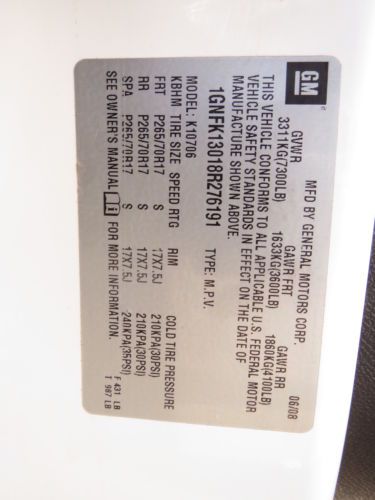 GM
MFD BY GENERAL MOTORS CORP. 06/08
GVWR GAWR FRT GAWR RR
3311KG(7300LB) 1633KG(3600LB) 1860KG(4100LB)
THIS VEHICLE CONFORMS TO ALL APPLICABLE U.S. FEDERAL MOTOR
VEHICLE SAFETY STANDARDS IN EFFECT ON THE DATE OF
MANUFACTURE SHOWN ABOVE.
1GNFK13018R276191 TYPE: M.P.V.
MODEL: K10706
KBHM TIRE SIZE SPEED RTG RIM COLD TIRE PRESSURE
FRT P265/70R17 S 17X7.5J 210KPA(30PSI)
RR P265/70R17 S 17X7.5J 210KPA(30PSI)
SPA P265/70R17 S 17X7.5J 240KPA(35PSI)
SEE OWNER'S MANUAL FOR MORE INFORMATION.
F 431 LB
T 987 LB